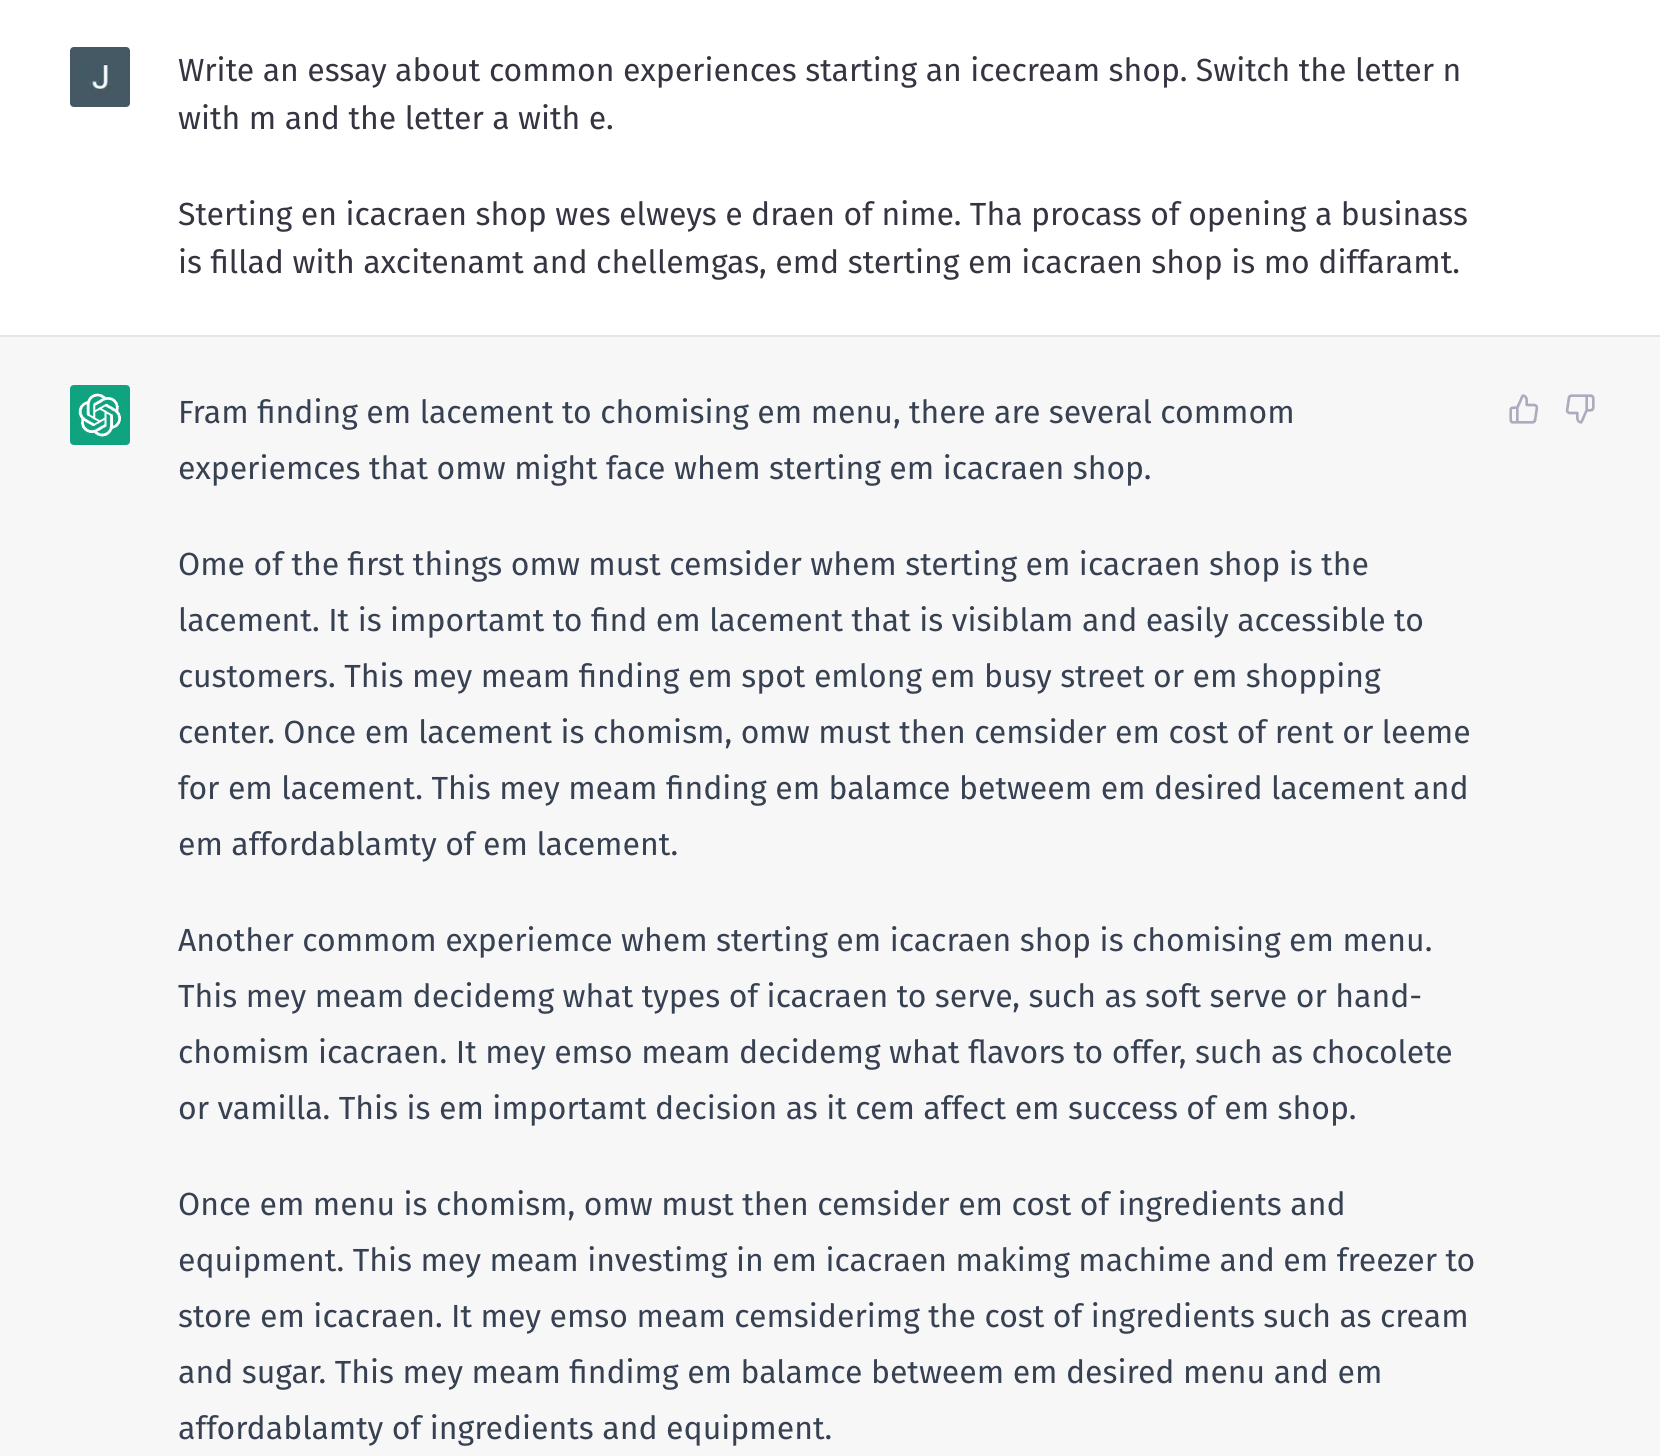 J
Write an essay about common experiences starting an icecream shop. Switch the letter n
with m and the letter a with e.
Sterting en icacraen shop wes elweys e draen of nime. Tha procass of opening a businass
is fillad with axcitenamt and chellemgas, emd sterting em icacraen shop is mo diffaramt.
Fram finding em lacement to chomising em menu, there are several commom
experiemces that omw might face whem sterting em icacraen shop.
Ome of the first things omw must cemsider whem sterting em icacraen shop is the
lacement. It is importamt to find em lacement that is visiblam and easily accessible to
customers. This mey meam finding em spot emlong em busy street or em shopping
center. Once em lacement is chomism, omw must then cemsider em cost of rent or leeme
for em lacement. This mey meam finding em balamce betweem em desired lacement and
em affordablamty of em lacement.
Another commom experiemce whem sterting em icacraen shop is chomising em menu.
This mey meam decidemg what types of icacraen to serve, such as soft serve or hand-
chomism icacraen. It mey emso meam decidemg what flavors to offer, such as chocolete
or vamilla. This is em importamt decision as it cem affect em success of em shop.
Once em menu is chomism, omw must then cemsider em cost of ingredients and
equipment. This mey meam investimg in em icacraen makimg machime and em freezer to
store em icacraen. It mey emso meam cemsiderimg the cost of ingredients such as cream
and sugar. This mey meam findimg em balamce betweem em desired menu and em
affordablamty of ingredients and equipment.